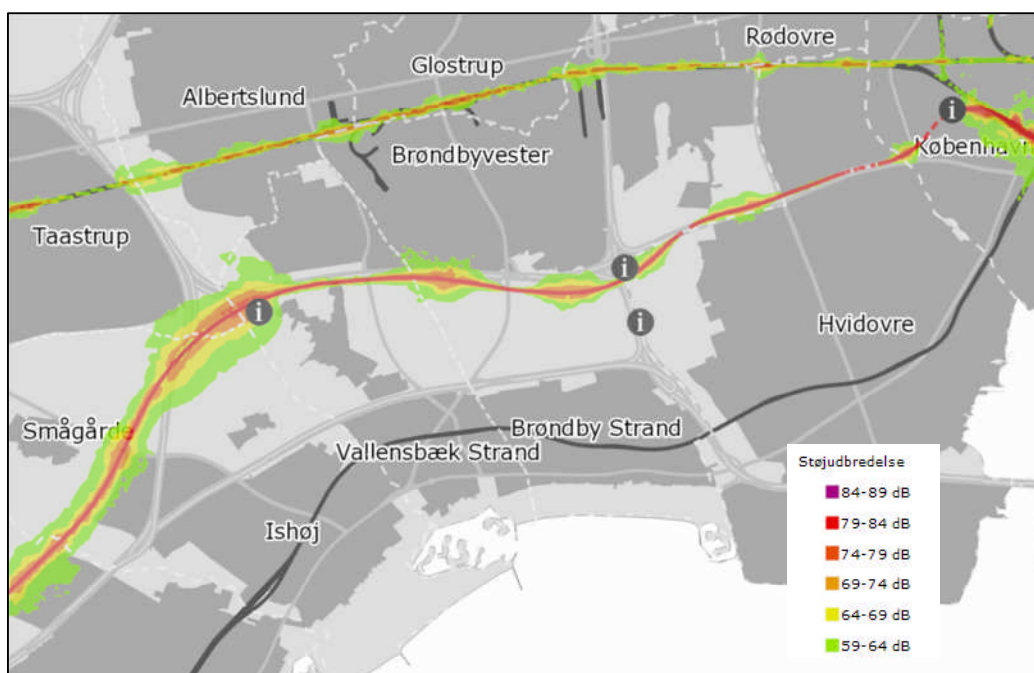 Rødovre
Glostrup
Albertslund
Brøndbyvester
København
Taastrup
i
i
i
i
Hvidovre
Smågårde
Brøndby Strand
Vallensbæk Strand
Ishøj
Støjudbredelse
84-89 dB
79-84 dB
74-79 dB
69-74 dB
64-69 dB
59-64 dB